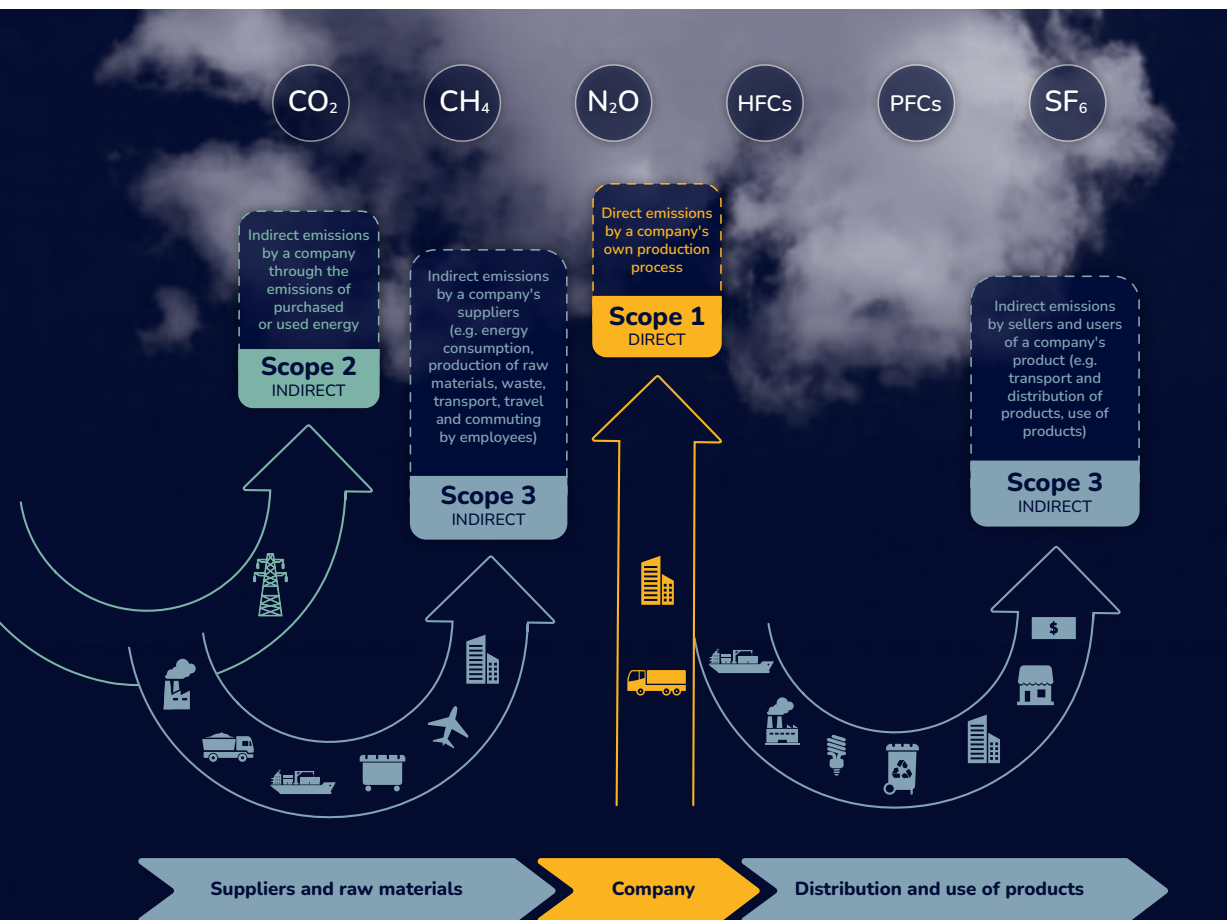 CO₂
CH₄
N₂O
HFCs
PFCs
SF₆
Indirect emissions
by a company
through the
emissions of
purchased
or used energy
Scope 2
INDIRECT
Indirect emissions
by a company's
suppliers
(e.g. energy
consumption,
production of raw
materials, waste,
transport, travel
and commuting
by employees)
Scope 3
INDIRECT
Direct emissions
by a company's
own production
process
Scope 1
DIRECT
Indirect emissions
by sellers and users
of a company's
product (e.g.
transport and
distribution of
products, use of
products)
Scope 3
INDIRECT
$
Suppliers and raw materials
Company
Distribution and use of products